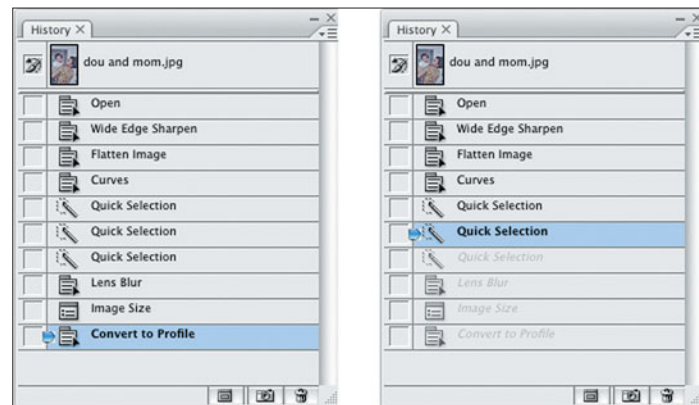 History X
dou and mom.jpg
Open
Wide Edge Sharpen
Flatten Image
Curves
Quick Selection
Quick Selection
Quick Selection
Lens Blur
Image Size
Convert to Profile
History X
dou and mom.jpg
Open
Wide Edge Sharpen
Flatten Image
Curves
Quick Selection
Quick Selection
Quick Selection
Lens Blur
Image Size
Convert to Profile